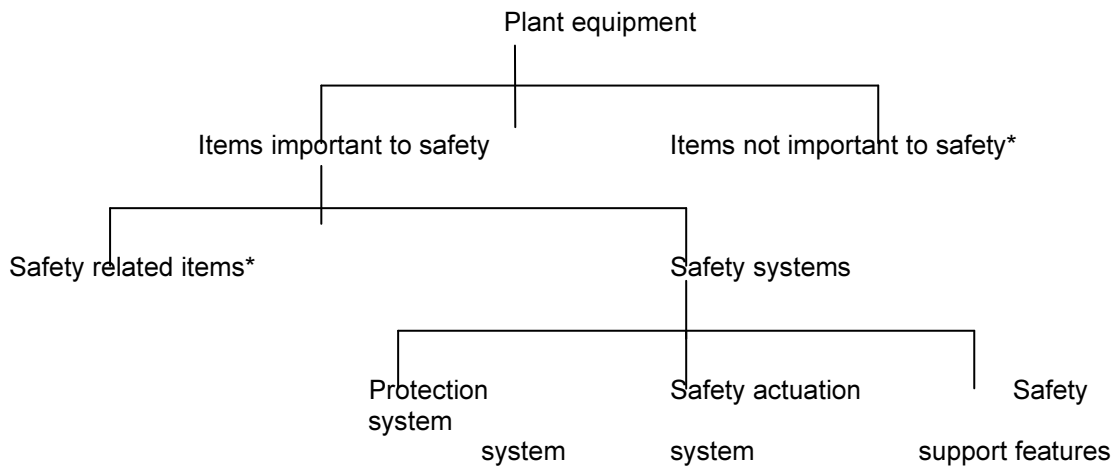 Plant equipment
Items important to safety Items not important to safety*
Safety related items* Safety systems
Protection Safety actuation Safety
system
system system support features